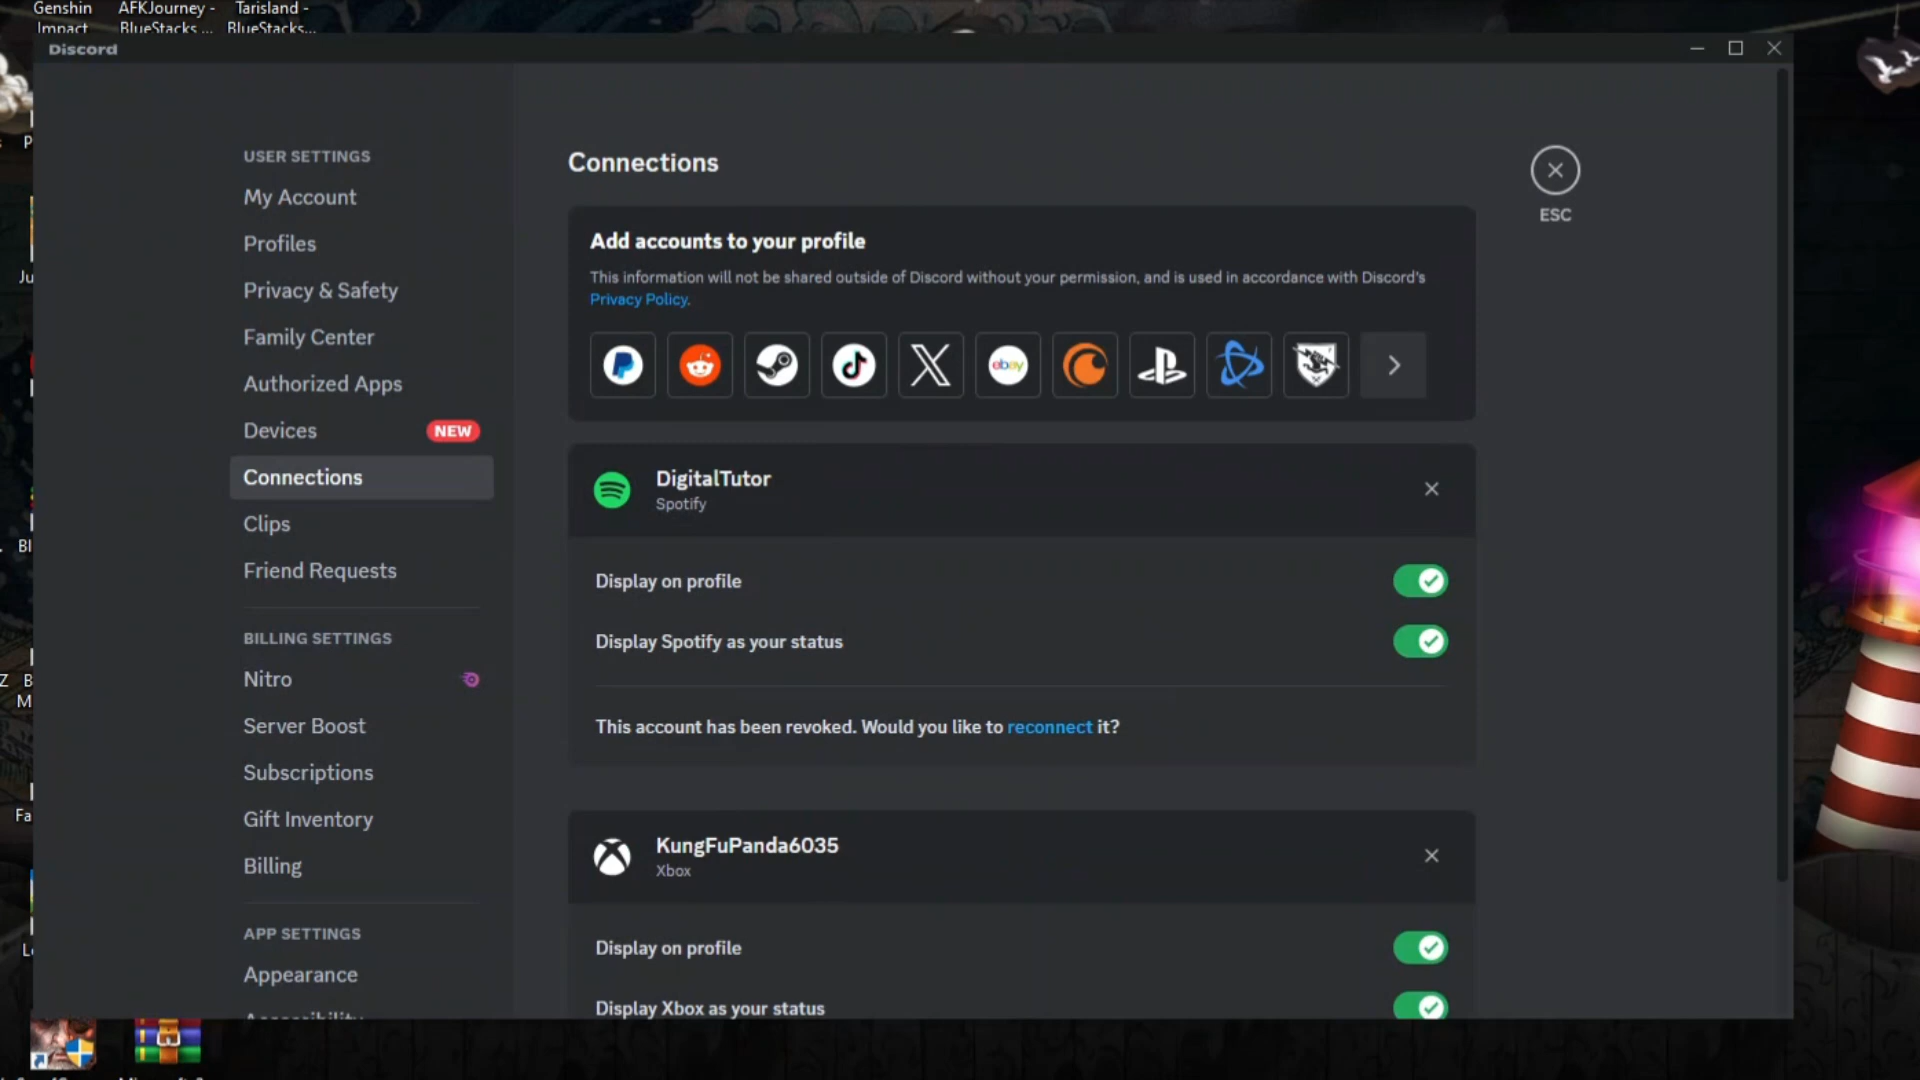 Genshin
Impact
AFKJourney -
BlueStacks ...
Tarisland -
BlueStacks...
Discord
USER SETTINGS
My Account
Profiles
Privacy & Safety
Family Center
Authorized Apps
Devices
NEW
Connections
Clips
Friend Requests
BILLING SETTINGS
Nitro
Server Boost
Subscriptions
Gift Inventory
Billing
APP SETTINGS
Appearance
Accessibility
Connections
ESC
Add accounts to your profile
This information will not be shared outside of Discord without your permission, and is used in accordance with Discord's
Privacy Policy.
ebay
DigitalTutor
Spotify
Display on profile
Display Spotify as your status
This account has been revoked. Would you like to reconnect it?
KungFuPanda6035
Xbox
Display on profile
Display Xbox as your status